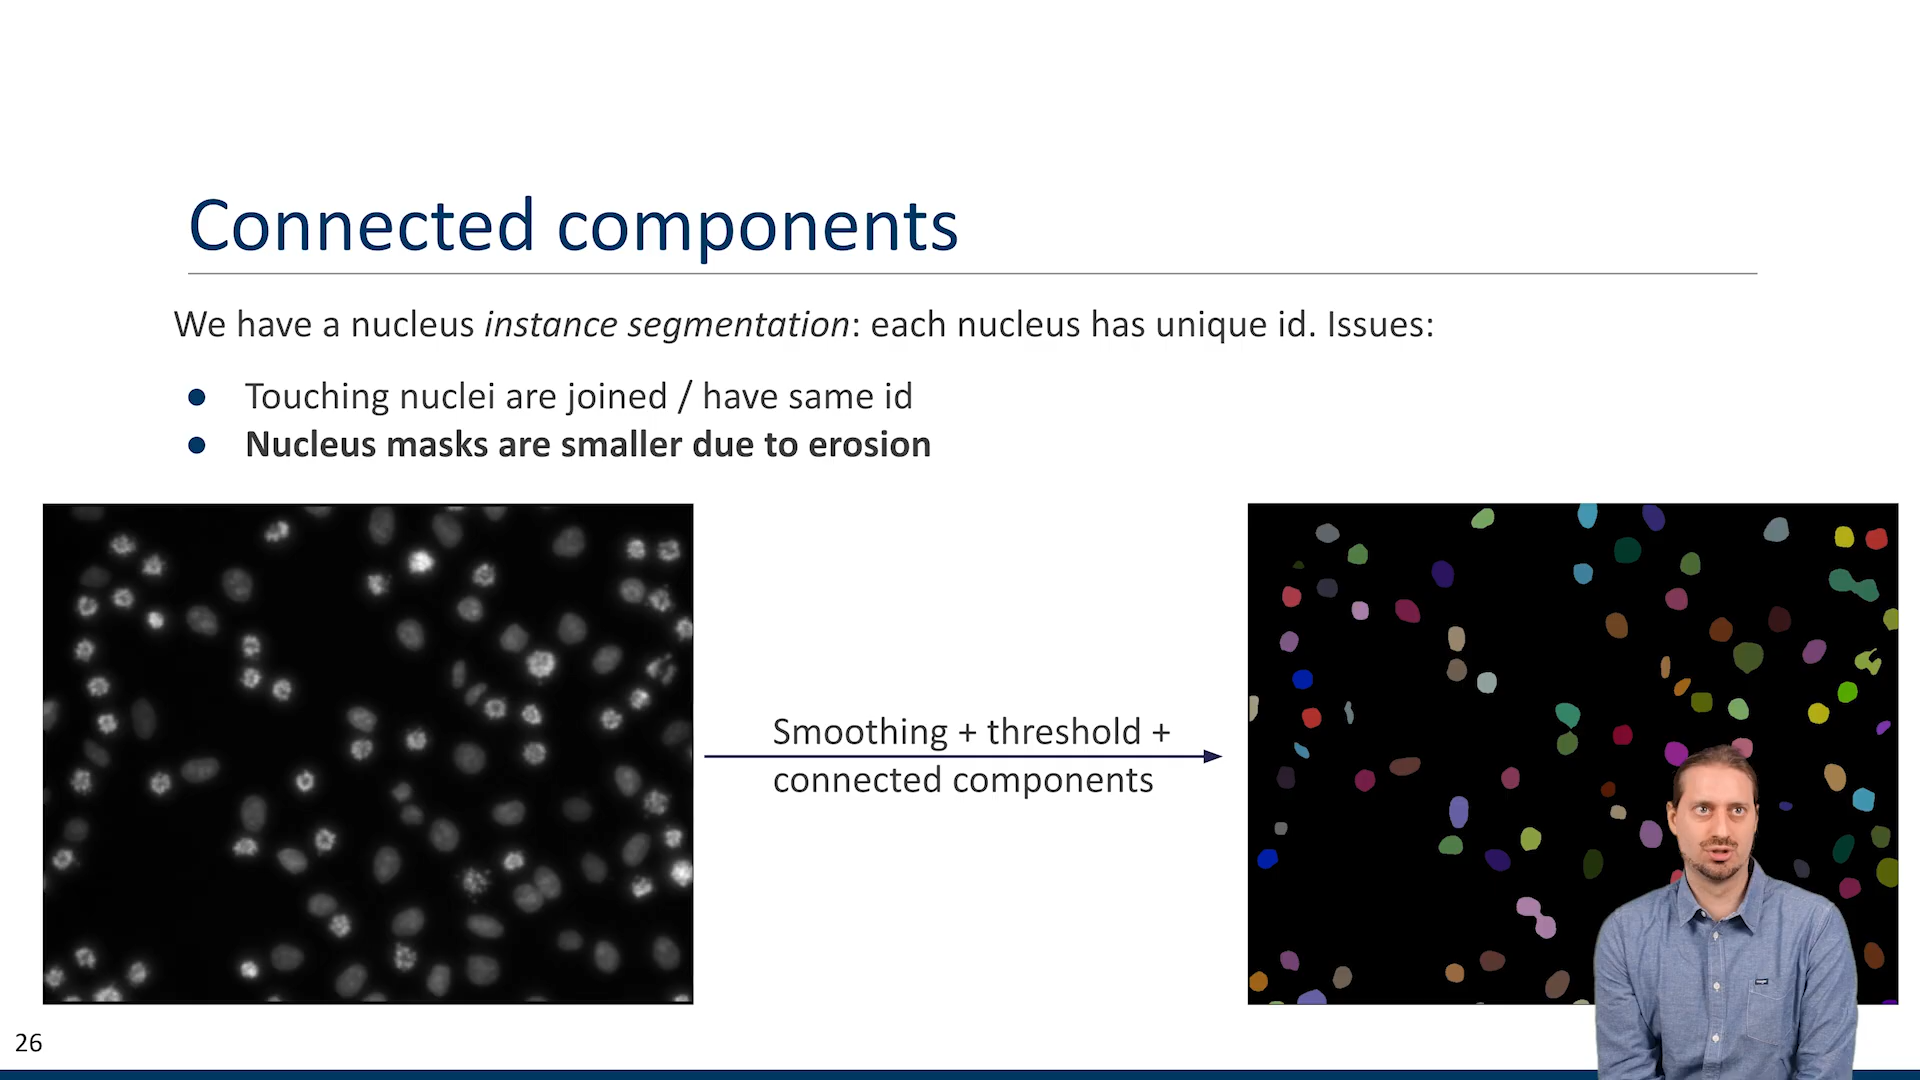 Connected components
We have a nucleus instance segmentation: each nucleus has unique id. Issues:
● Touching nuclei are joined / have same id
● Nucleus masks are smaller due to erosion
Smoothing + threshold +
connected components
26